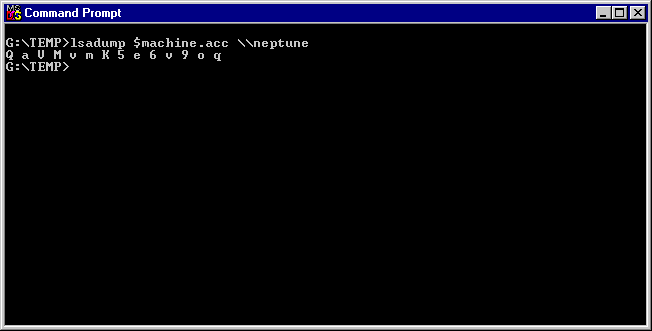 Command Prompt
G:\TEMP>lsadump $machine.acc \\neptune
Q a U M v m K 5 e 6 v 9 o q
G:\TEMP>